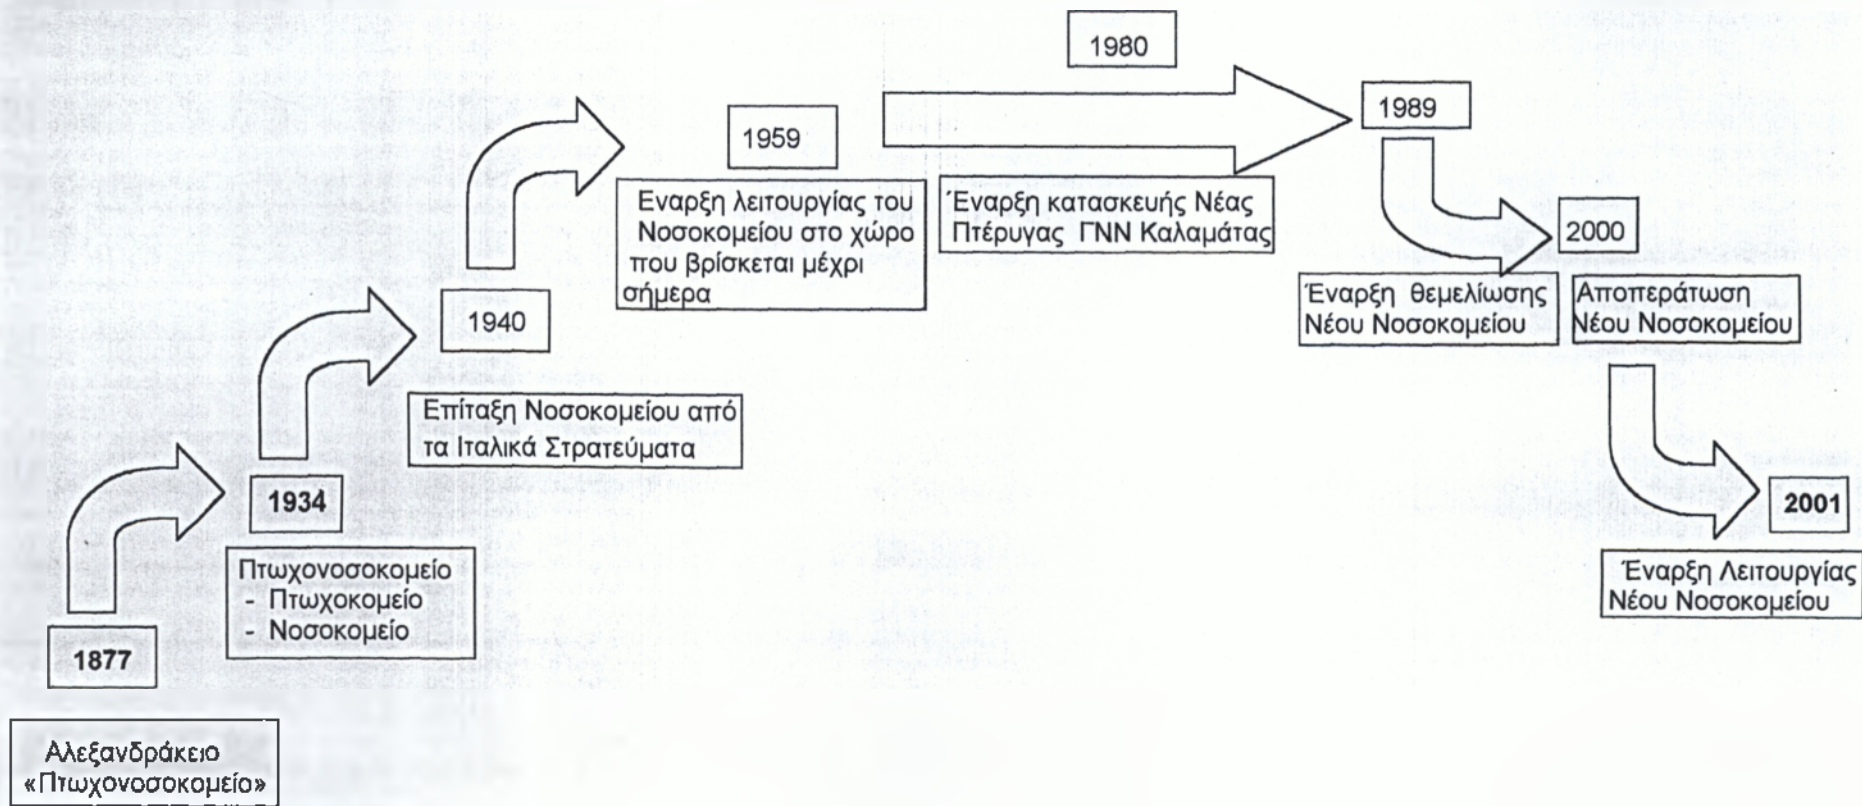 1877
Αλεξανδράκειο
«Πτωχονοσοκομείο»
1934
Πτωχονοσοκομείο
- Πτωχοκομείο
- Νοσοκομείο
1940
Επίταξη Νοσοκομείου από
τα Ιταλικά Στρατεύματα
1959
Εναρξη λειτουργίας του
Νοσοκομείου στο χώρο
που βρίσκεται μέχρι
σήμερα
1980
Έναρξη κατασκευής Νέας
Πτέρυγας ΓΝΝ Καλαμάτας
1989
Έναρξη θεμελίωσης
Νέου Νοσοκομείου
2000
Αποπεράτωση
Νέου Νοσοκομείου
2001
Έναρξη Λειτουργίας
Νέου Νοσοκομείου